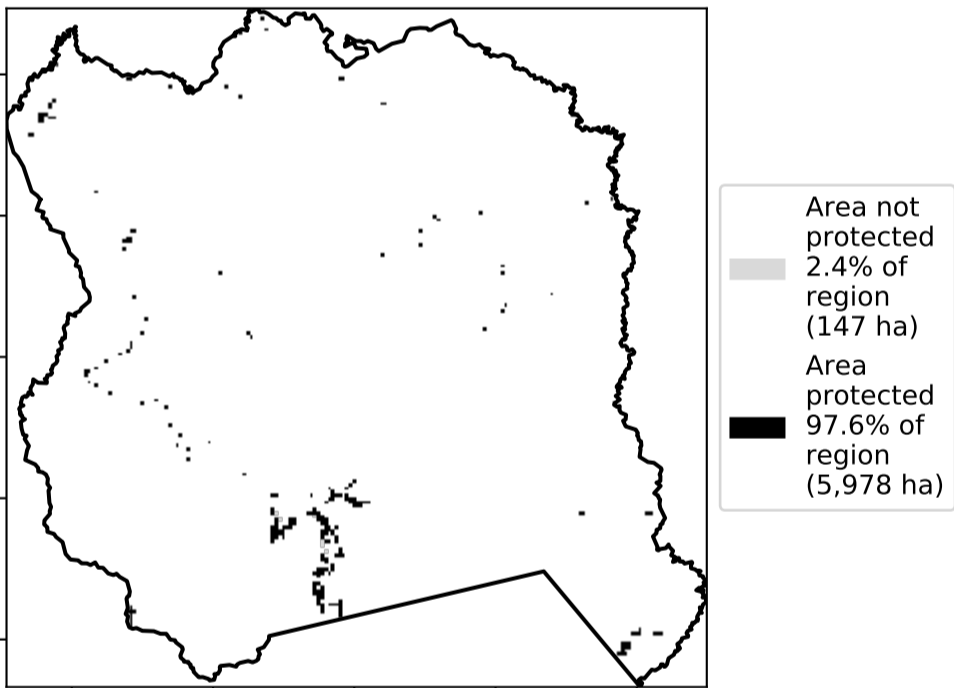 Area not
protected
2.4% of
region
(147 ha)
Area
protected
97.6% of
region
(5,978 ha)